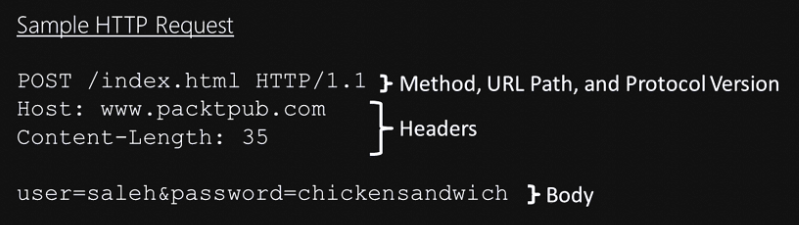 Sample HTTP Request
POST /index.html HTTP/1.1 } Method, URL Path, and Protocol Version
Host: www.packtpub.com
Content-Length: 35
} Headers
user=saleh&password=chickensandwich } Body